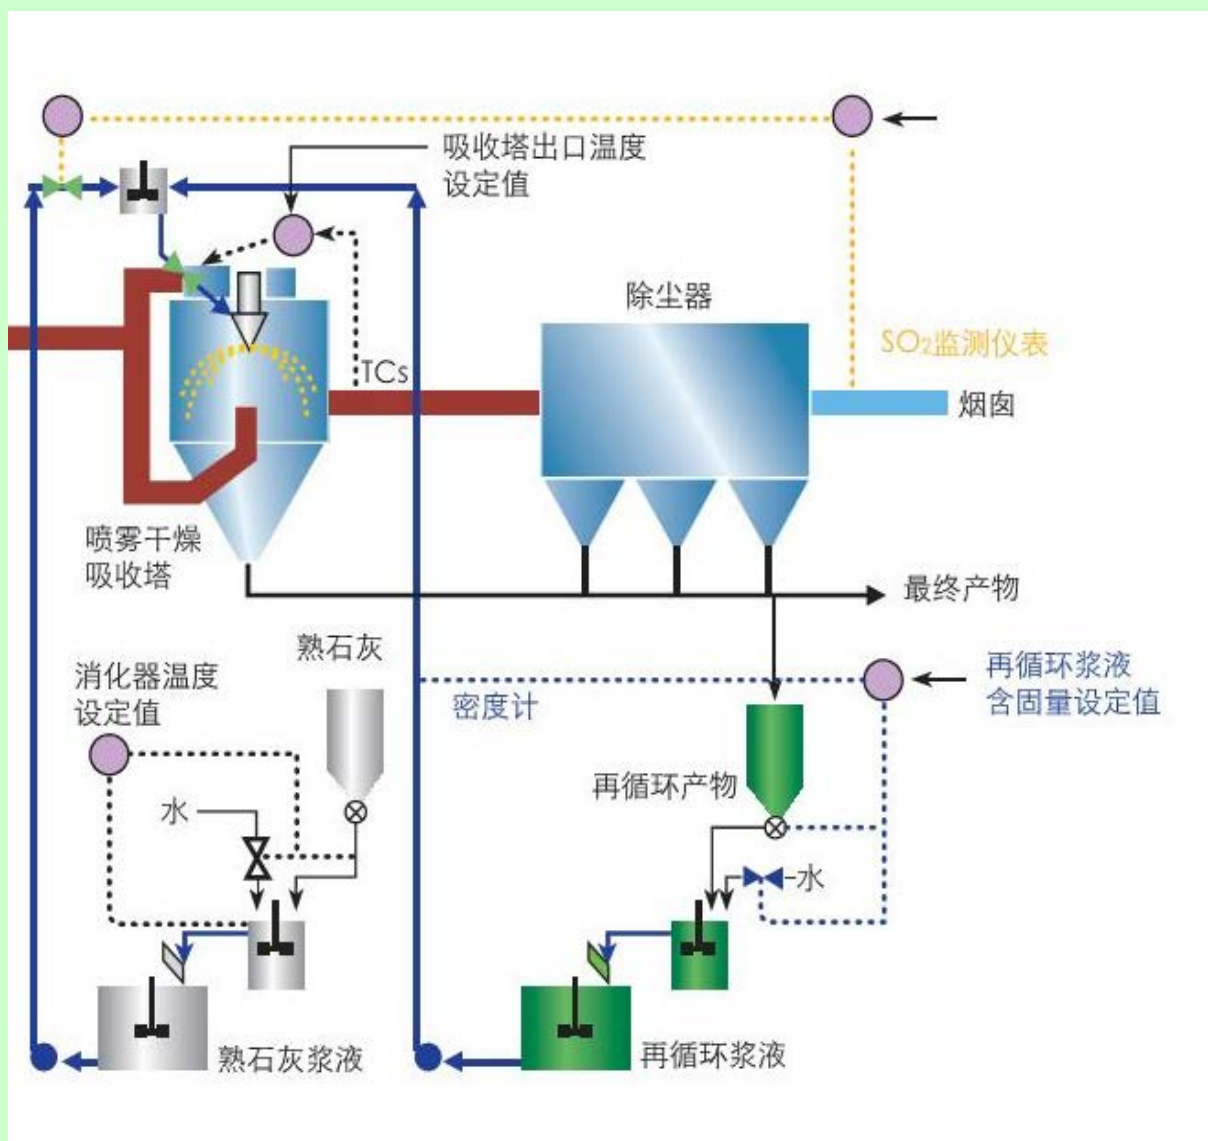 吸收塔出口温度
设定值
除尘器
SO₂监测仪表
TCs
烟囱
喷雾干燥
吸收塔
最终产物
熟石灰
消化器温度
设定值
密度计
再循环浆液
含固量设定值
再循环产物
水
水
熟石灰浆液
再循环浆液